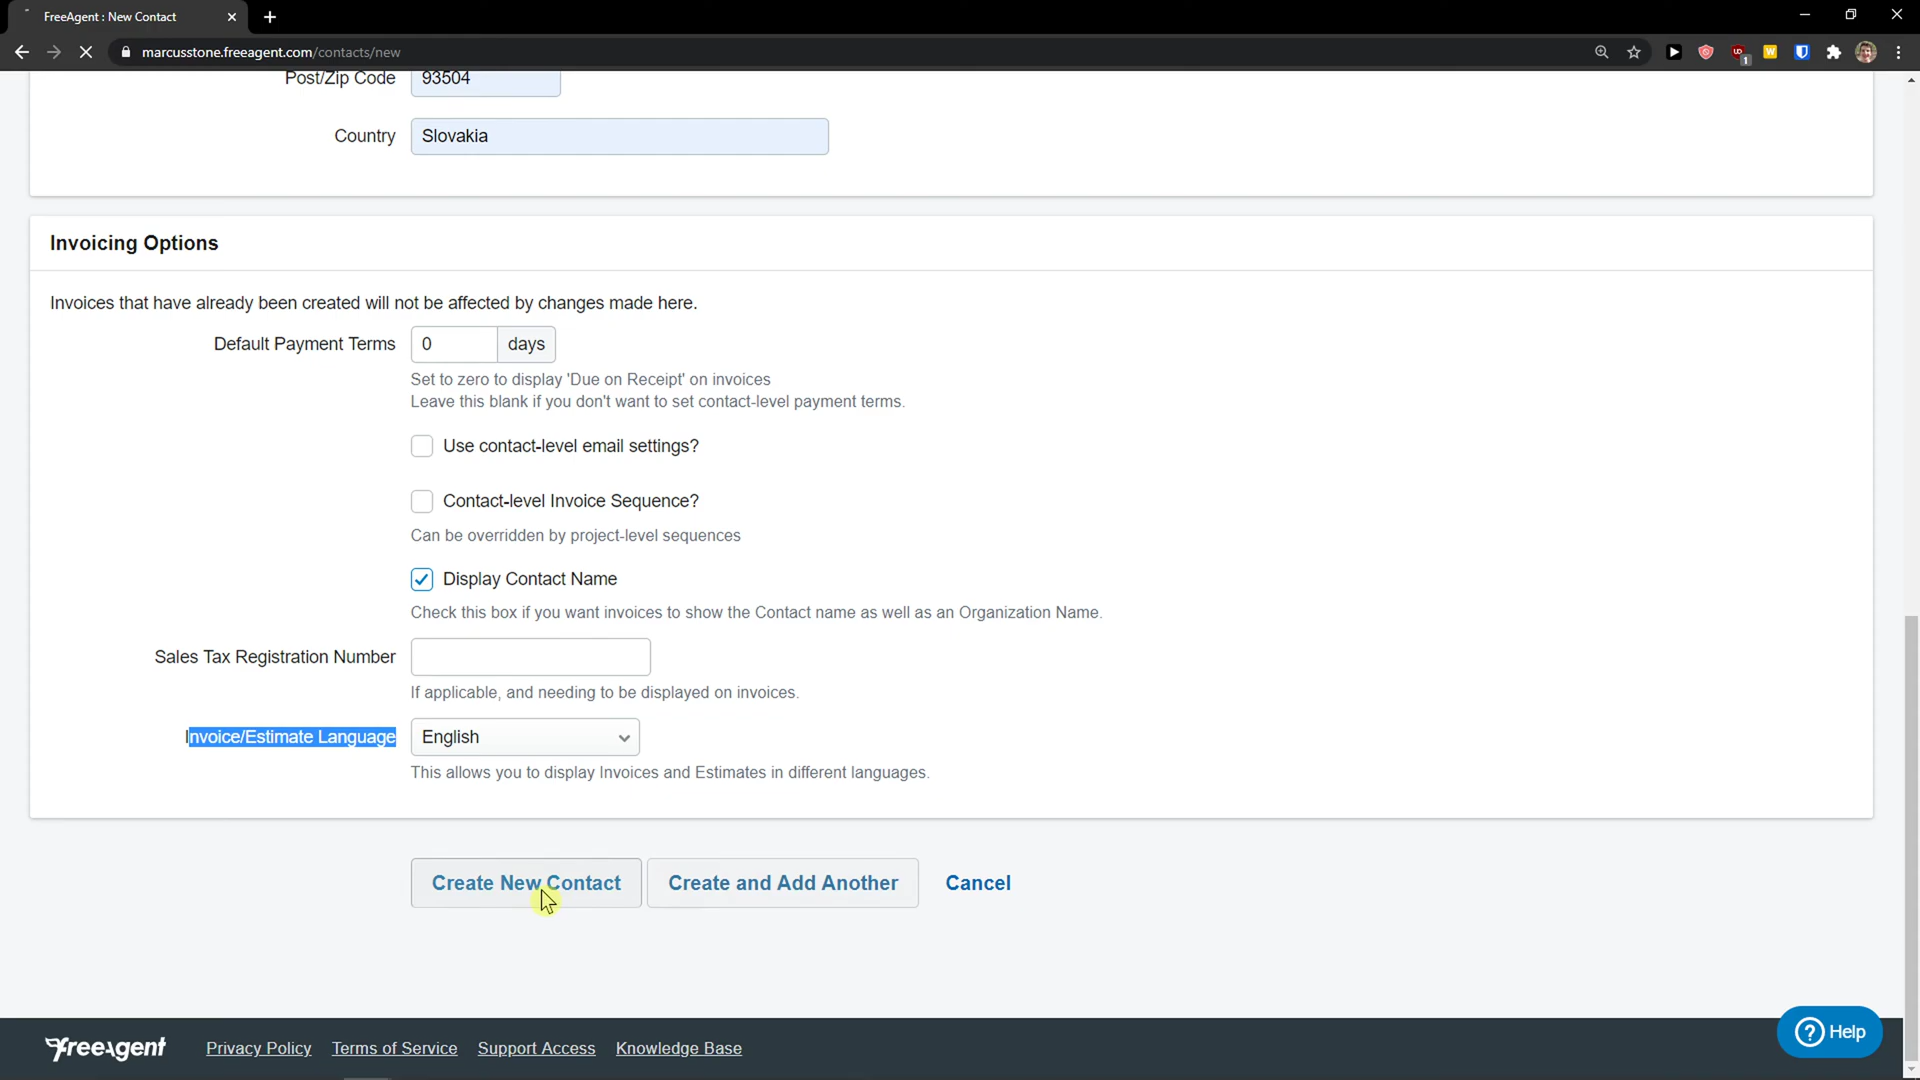 FreeAgent : New Contact
marcusstone.freeagent.com/contacts/new
1
Post/Zip Code 93504
Country Slovakia
Invoicing Options
Invoices that have already been created will not be affected by changes made here.
Default Payment Terms 0 days
Set to zero to display 'Due on Receipt' on invoices
Leave this blank if you don't want to set contact-level payment terms.
Use contact-level email settings?
Contact-level Invoice Sequence?
Can be overridden by project-level sequences
Display Contact Name
Check this box if you want invoices to show the Contact name as well as an Organization Name.
Sales Tax Registration Number
If applicable, and needing to be displayed on invoices.
Invoice/Estimate Language English
This allows you to display Invoices and Estimates in different languages.
Create New Contact Create and Add Another Cancel
Help
FreeAgent Privacy Policy Terms of Service Support Access Knowledge Base